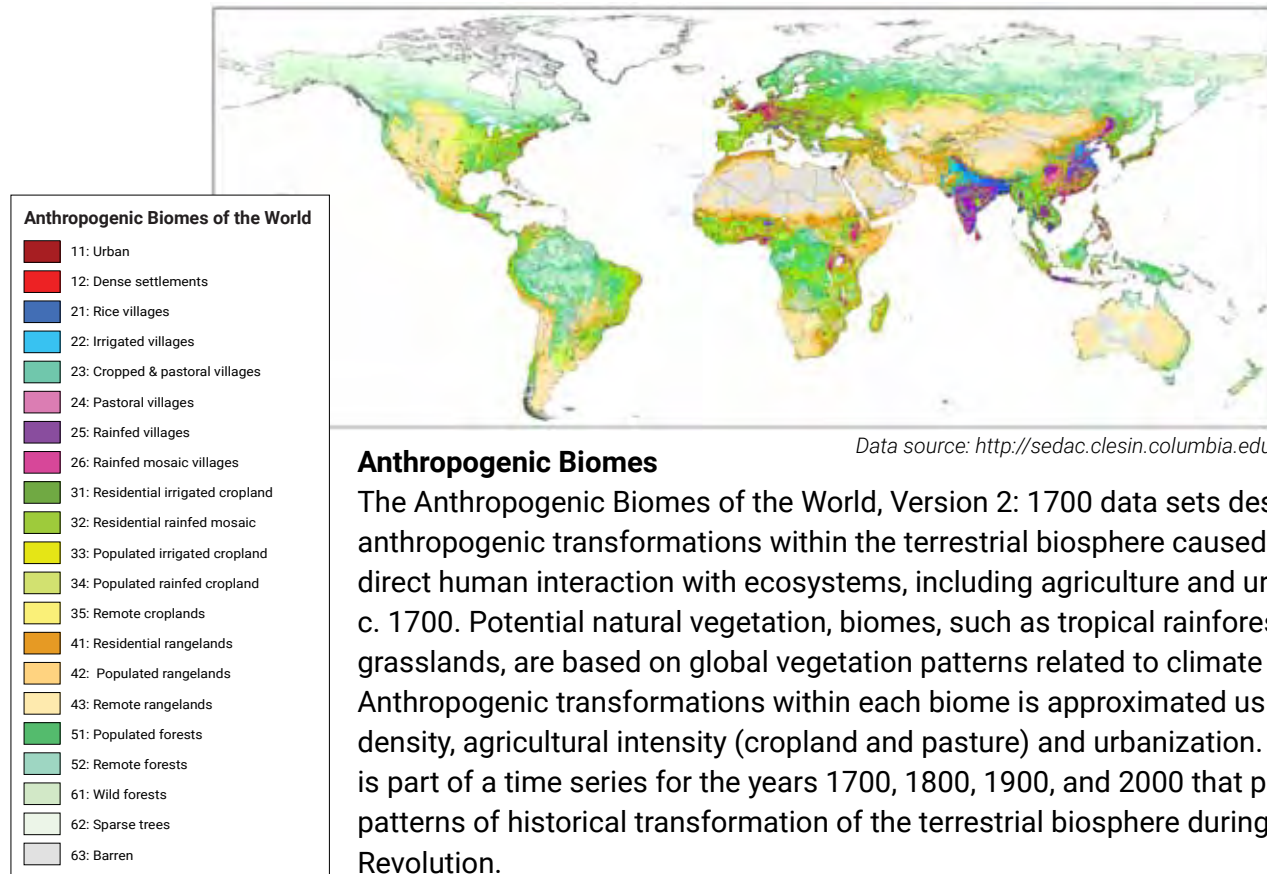 Anthropogenic Biomes of the World
11: Urban
12: Dense settlements
21: Rice villages
22: Irrigated villages
23: Cropped & pastoral villages
24: Pastoral villages
25: Rainfed villages
26: Rainfed mosaic villages
31: Residential irrigated cropland
32: Residential rainfed mosaic
33: Populated irrigated cropland
34: Populated rainfed cropland
35: Remote croplands
41: Residential rangelands
42: Populated rangelands
43: Remote rangelands
51: Populated forests
52: Remote forests
61: Wild forests
62: Sparse trees
63: Barren
Data source: http://sedac.clesin.columbia.edu
Anthropogenic Biomes
The Anthropogenic Biomes of the World, Version 2: 1700 data sets des
anthropogenic transformations within the terrestrial biosphere caused
direct human interaction with ecosystems, including agriculture and ur
c. 1700. Potential natural vegetation, biomes, such as tropical rainfores
grasslands, are based on global vegetation patterns related to climate
Anthropogenic transformations within each biome is approximated us
density, agricultural intensity (cropland and pasture) and urbanization.
is part of a time series for the years 1700, 1800, 1900, and 2000 that p
patterns of historical transformation of the terrestrial biosphere during
Revolution.